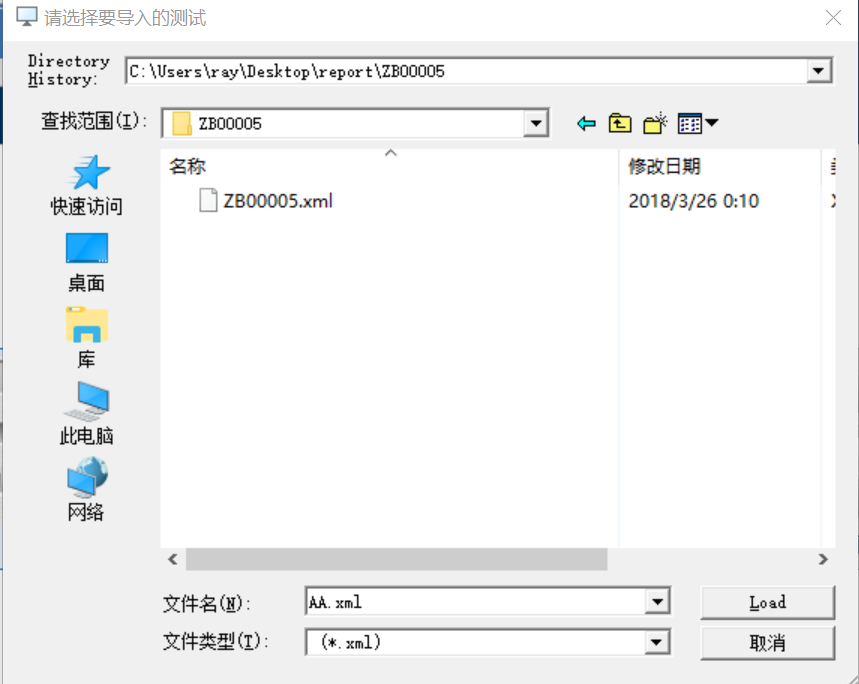 请选择要导入的测试
Directory History:
C:\Users\ray\Desktop\report\ZB00005
查找范围(I):
ZB00005
快速访问
桌面
库
此电脑
网络
名称
修改日期
ZB00005.xml
2018/3/26 0:10
文件名(N):
AA.xml
Load
文件类型(T):
(*.xml)
取消